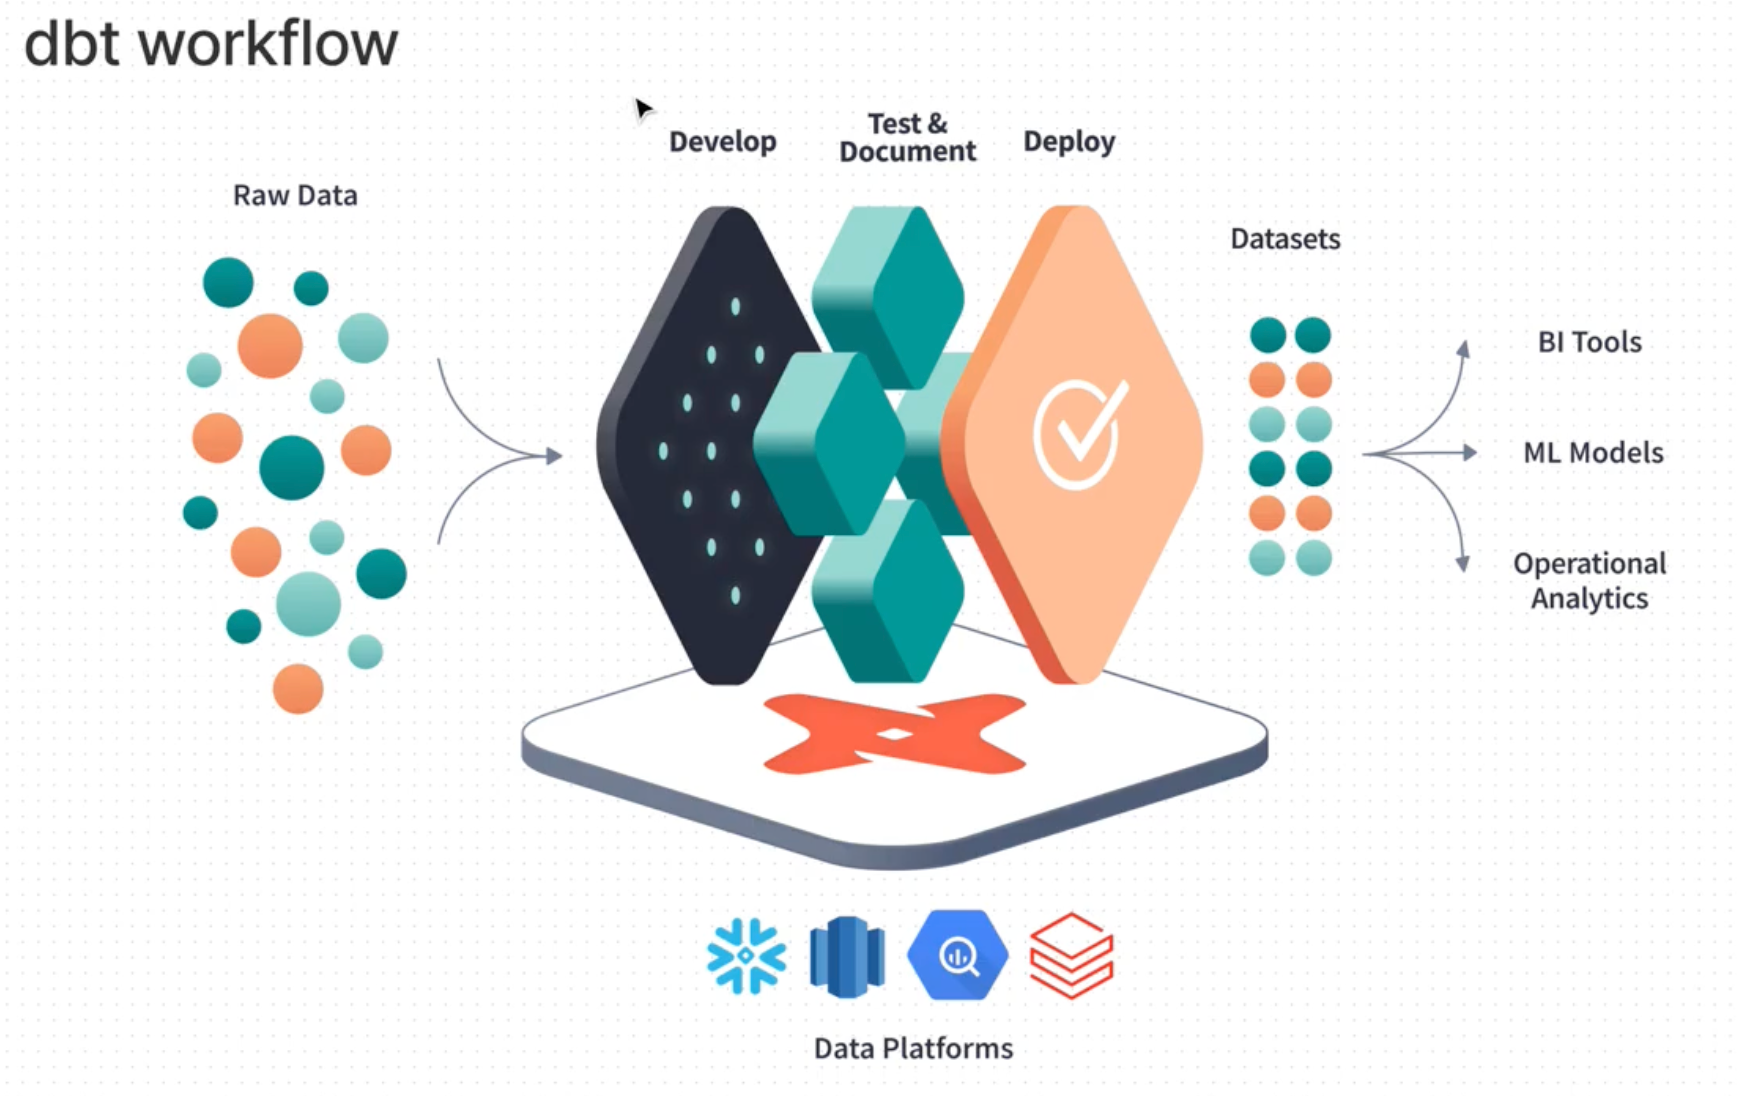 dbt workflow
Raw Data
Develop
Test &
Document
Deploy
Datasets
BI Tools
ML Models
Operational
Analytics
Data Platforms